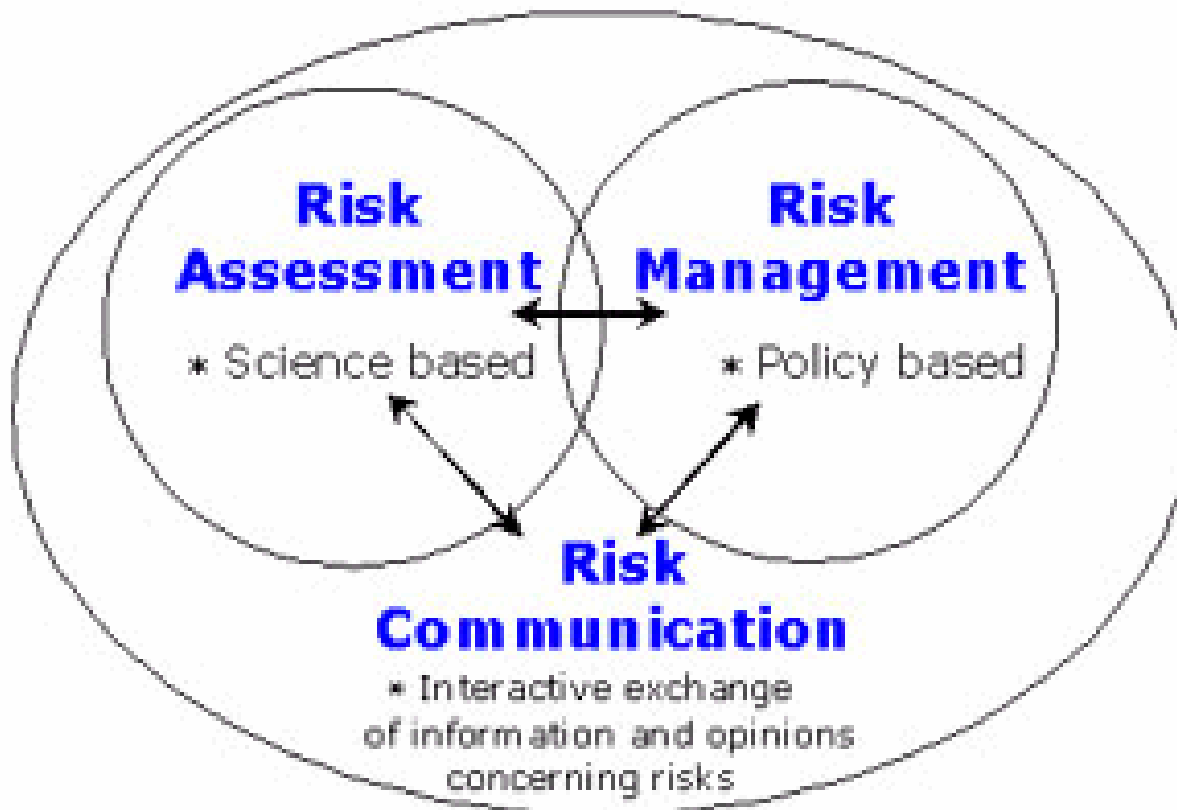 Risk
Assessment
* Science based
Risk
Management
* Policy based
Risk
Communication
* Interactive exchange
of information and opinions
concerning risks